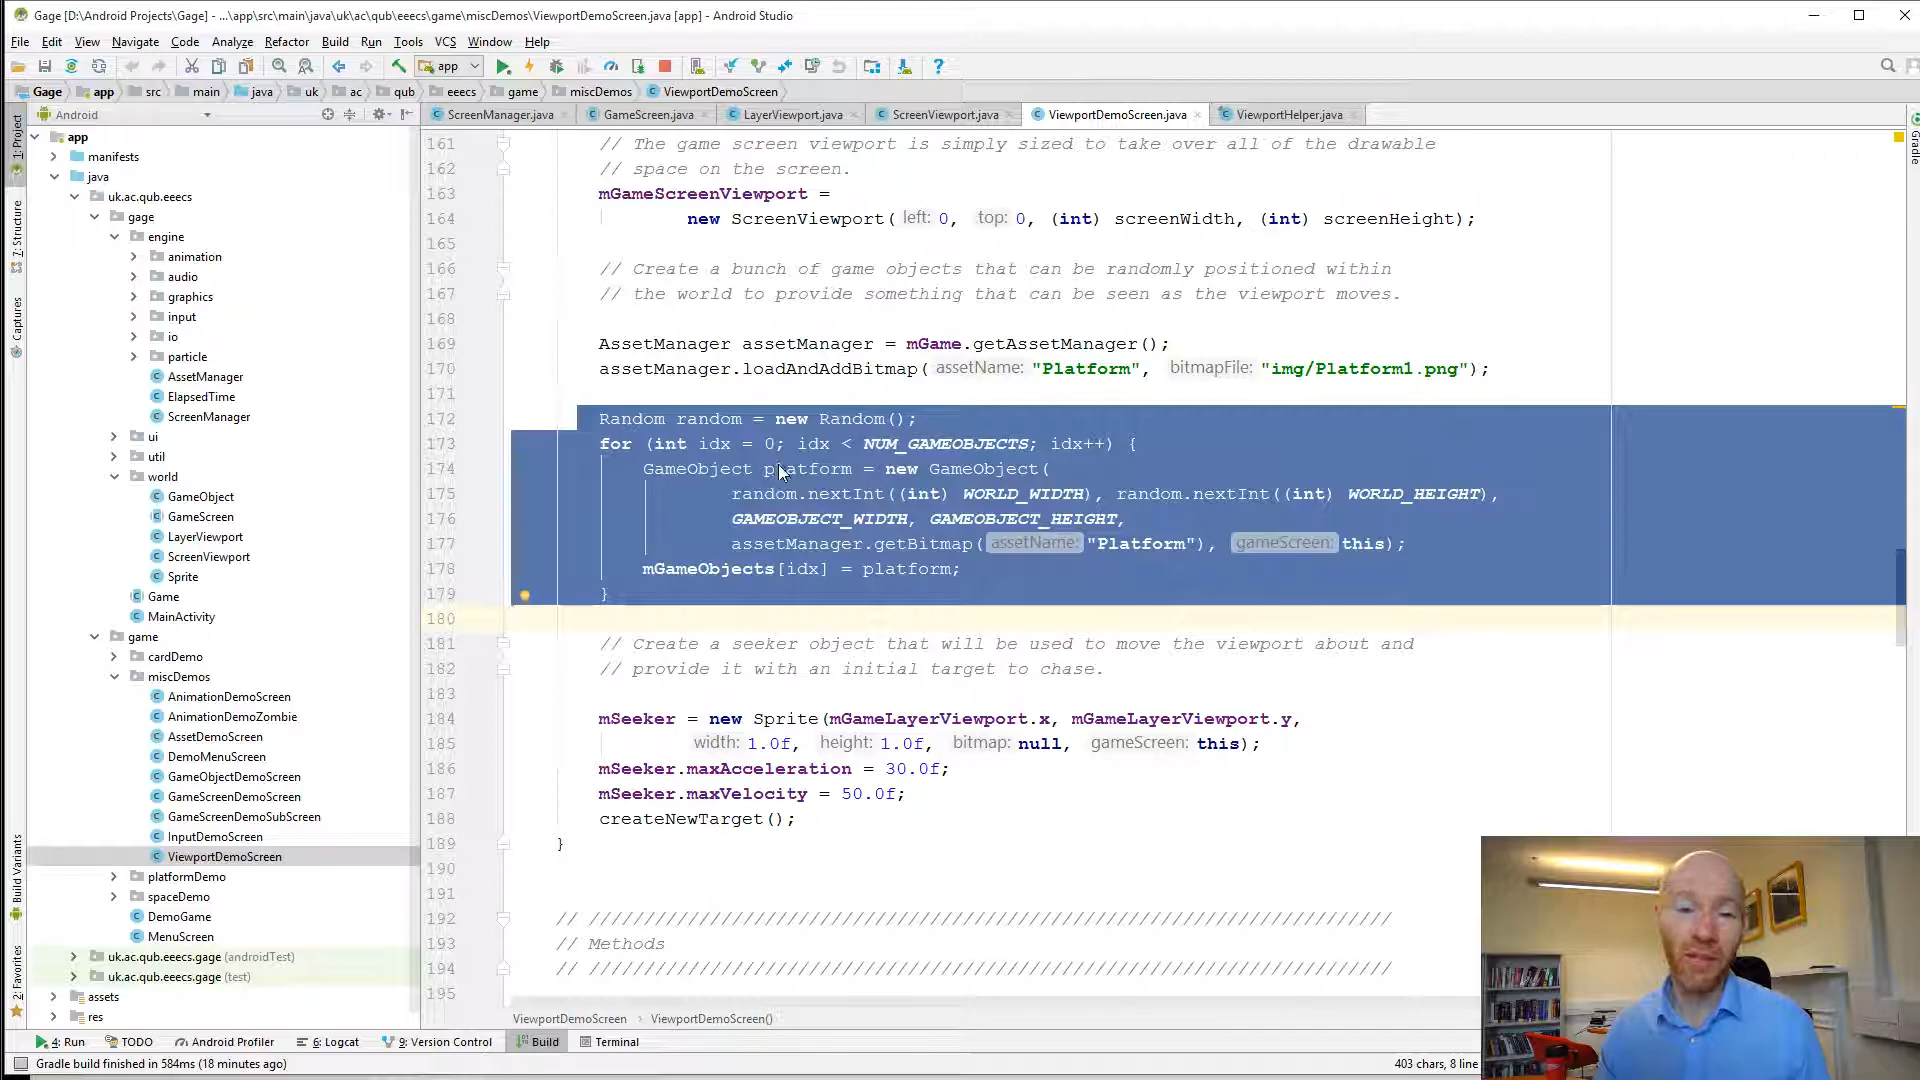 Gage [D:\Android Projects\Gage] - ...\app\src\main\java\uk\ac\qub\eeecs\game\miscDemos\ViewportDemoScreen.java [app] - Android Studio
File Edit View Navigate Code Analyze Refactor Build Run Tools VCS Window Help
app
Gage app src main java uk ac qub eeecs game miscDemos ViewportDemoScreen
Android
ScreenManager.java GameScreen.java LayerViewport.java ScreenViewport.java ViewportDemoScreen.java ViewportHelper.java
1: Project
7: Structure
Captures
Build Variants
2: Favorites
Gradle
app
manifests
java
uk.ac.qub.eeecs
gage
engine
animation
audio
graphics
input
io
particle
AssetManager
ElapsedTime
ScreenManager
ui
util
world
GameObject
GameScreen
LayerViewport
ScreenViewport
Sprite
Game
MainActivity
game
cardDemo
miscDemos
AnimationDemoScreen
AnimationDemoZombie
AssetDemoScreen
DemoMenuScreen
GameObjectDemoScreen
GameScreenDemoScreen
GameScreenDemoSubScreen
InputDemoScreen
ViewportDemoScreen
platformDemo
spaceDemo
DemoGame
MenuScreen
uk.ac.qub.eeecs.gage (androidTest)
uk.ac.qub.eeecs.gage (test)
assets
res
161 // The game screen viewport is simply sized to take over all of the drawable
162 // space on the screen.
163 mGameScreenViewport =
164 new ScreenViewport( left: 0, top: 0, (int) screenWidth, (int) screenHeight);
165
166 // Create a bunch of game objects that can be randomly positioned within
167 // the world to provide something that can be seen as the viewport moves.
168
169 AssetManager assetManager = mGame.getAssetManager();
170 assetManager.loadAndAddBitmap( assetName: "Platform", bitmapFile: "img/Platform1.png");
171
172 Random random = new Random();
173 for (int idx = 0; idx < NUM_GAMEOBJECTS; idx++) {
174 GameObject platform = new GameObject(
175 random.nextInt((int) WORLD_WIDTH), random.nextInt((int) WORLD_HEIGHT),
176 GAMEOBJECT_WIDTH, GAMEOBJECT_HEIGHT,
177 assetManager.getBitmap( assetName: "Platform"), gameScreen: this);
178 mGameObjects[idx] = platform;
179 }
180
181 // Create a seeker object that will be used to move the viewport about and
182 // provide it with an initial target to chase.
183
184 mSeeker = new Sprite(mGameLayerViewport.x, mGameLayerViewport.y,
185 width: 1.0f, height: 1.0f, bitmap: null, gameScreen: this);
186 mSeeker.maxAcceleration = 30.0f;
187 mSeeker.maxVelocity = 50.0f;
188 createNewTarget();
189 }
190
191
192 // /////////////////////////////////////////////////////////////////////////
193 // Methods
194 // /////////////////////////////////////////////////////////////////////////
195
ViewportDemoScreen › ViewportDemoScreen()
4: Run TODO Android Profiler 6: Logcat 9: Version Control Build Terminal
Gradle build finished in 584ms (18 minutes ago)
403 chars, 8 line